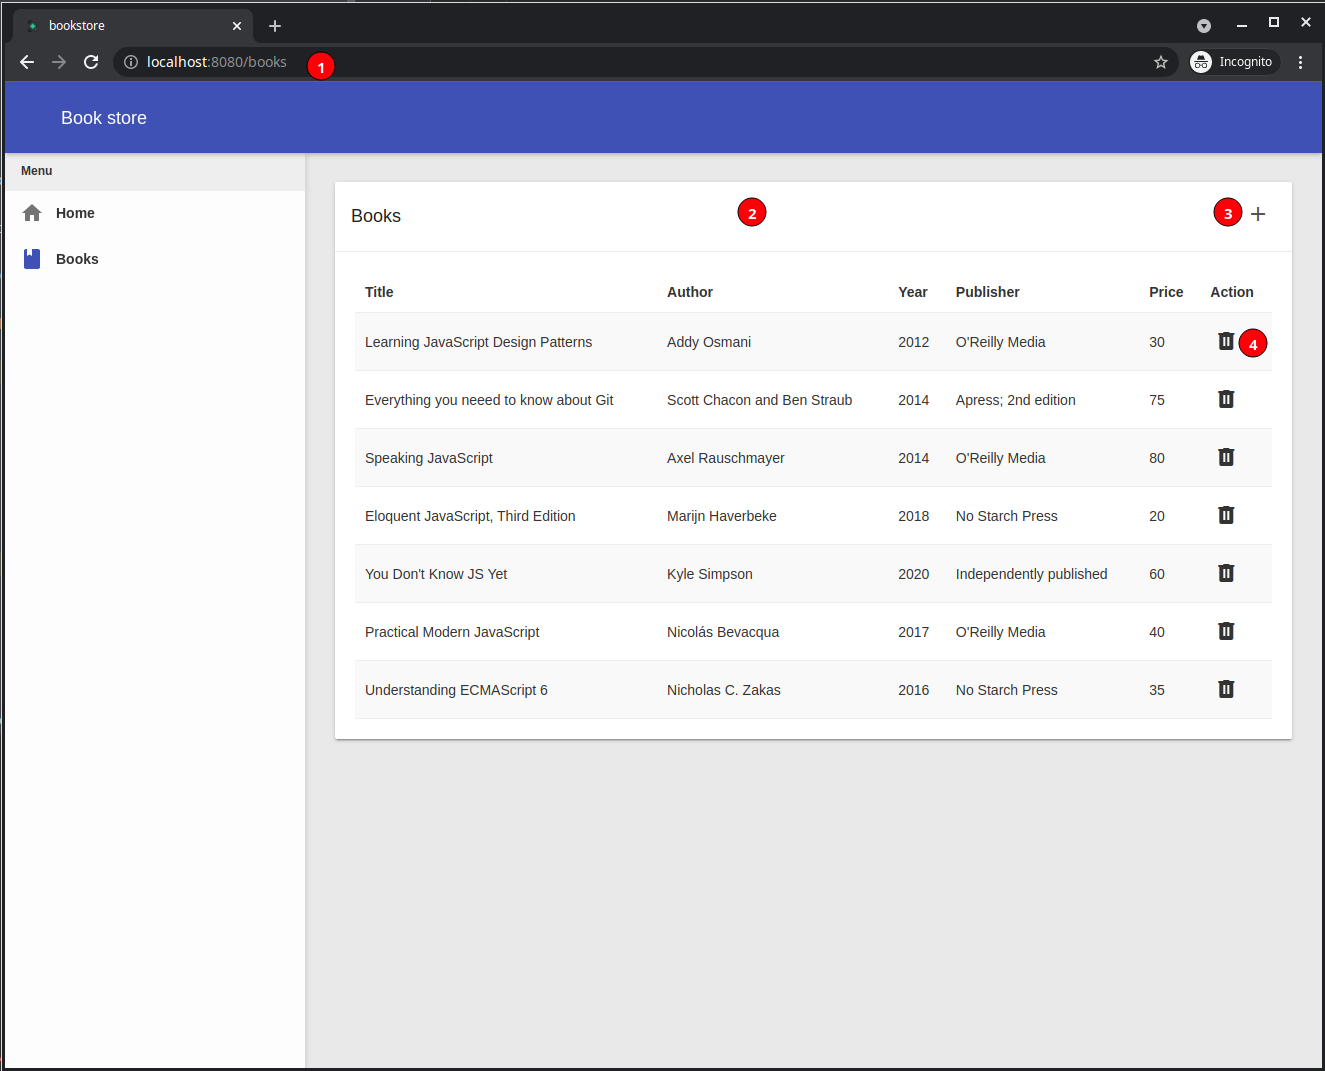 bookstore
localhost:8080/books
1
Incognito
Book store
Menu
Home
Books
Books
2
3
Title Author Year Publisher Price Action
Learning JavaScript Design Patterns Addy Osmani 2012 O'Reilly Media 30 4
Everything you neeed to know about Git Scott Chacon and Ben Straub 2014 Apress; 2nd edition 75
Speaking JavaScript Axel Rauschmayer 2014 O'Reilly Media 80
Eloquent JavaScript, Third Edition Marijn Haverbeke 2018 No Starch Press 20
You Don't Know JS Yet Kyle Simpson 2020 Independently published 60
Practical Modern JavaScript Nicolás Bevacqua 2017 O'Reilly Media 40
Understanding ECMAScript 6 Nicholas C. Zakas 2016 No Starch Press 35